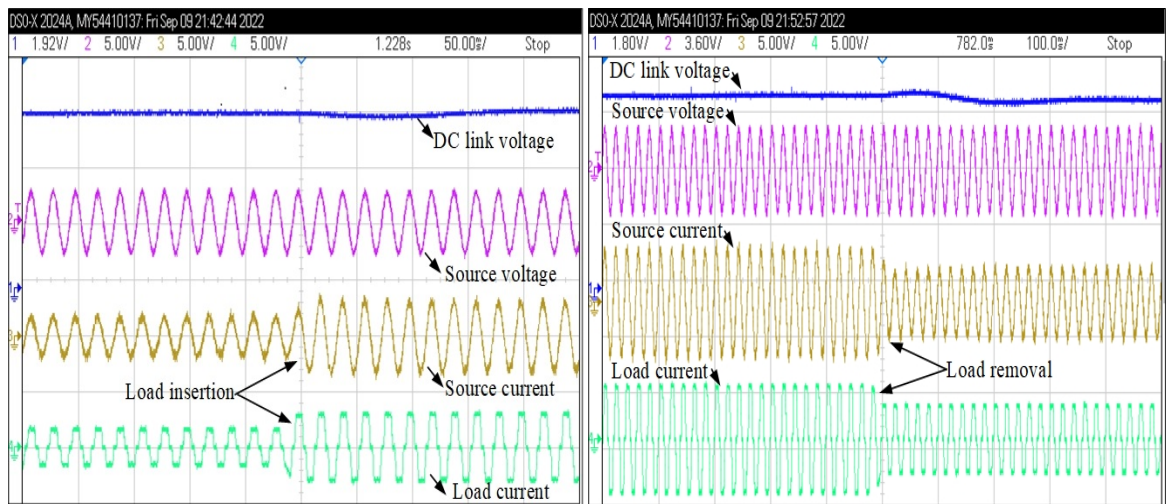 DSO-X 2024A, MY54410137: Fri Sep 09 21:42:44 2022
1 1.92V/ 2 5.00V/ 3 5.00V/ 4 5.00V/ 1.228s 50.00ms/ Stop
DC link voltage
Source voltage
Load insertion
Source current
Load current
DSO-X 2024A, MY54410137: Fri Sep 09 21:52:57 2022
1 1.80V/ 2 3.60V/ 3 5.00V/ 4 5.00V/ 782.0ms 100.0ms/ Stop
DC link voltage
Source voltage
Source current
Load current
Load removal